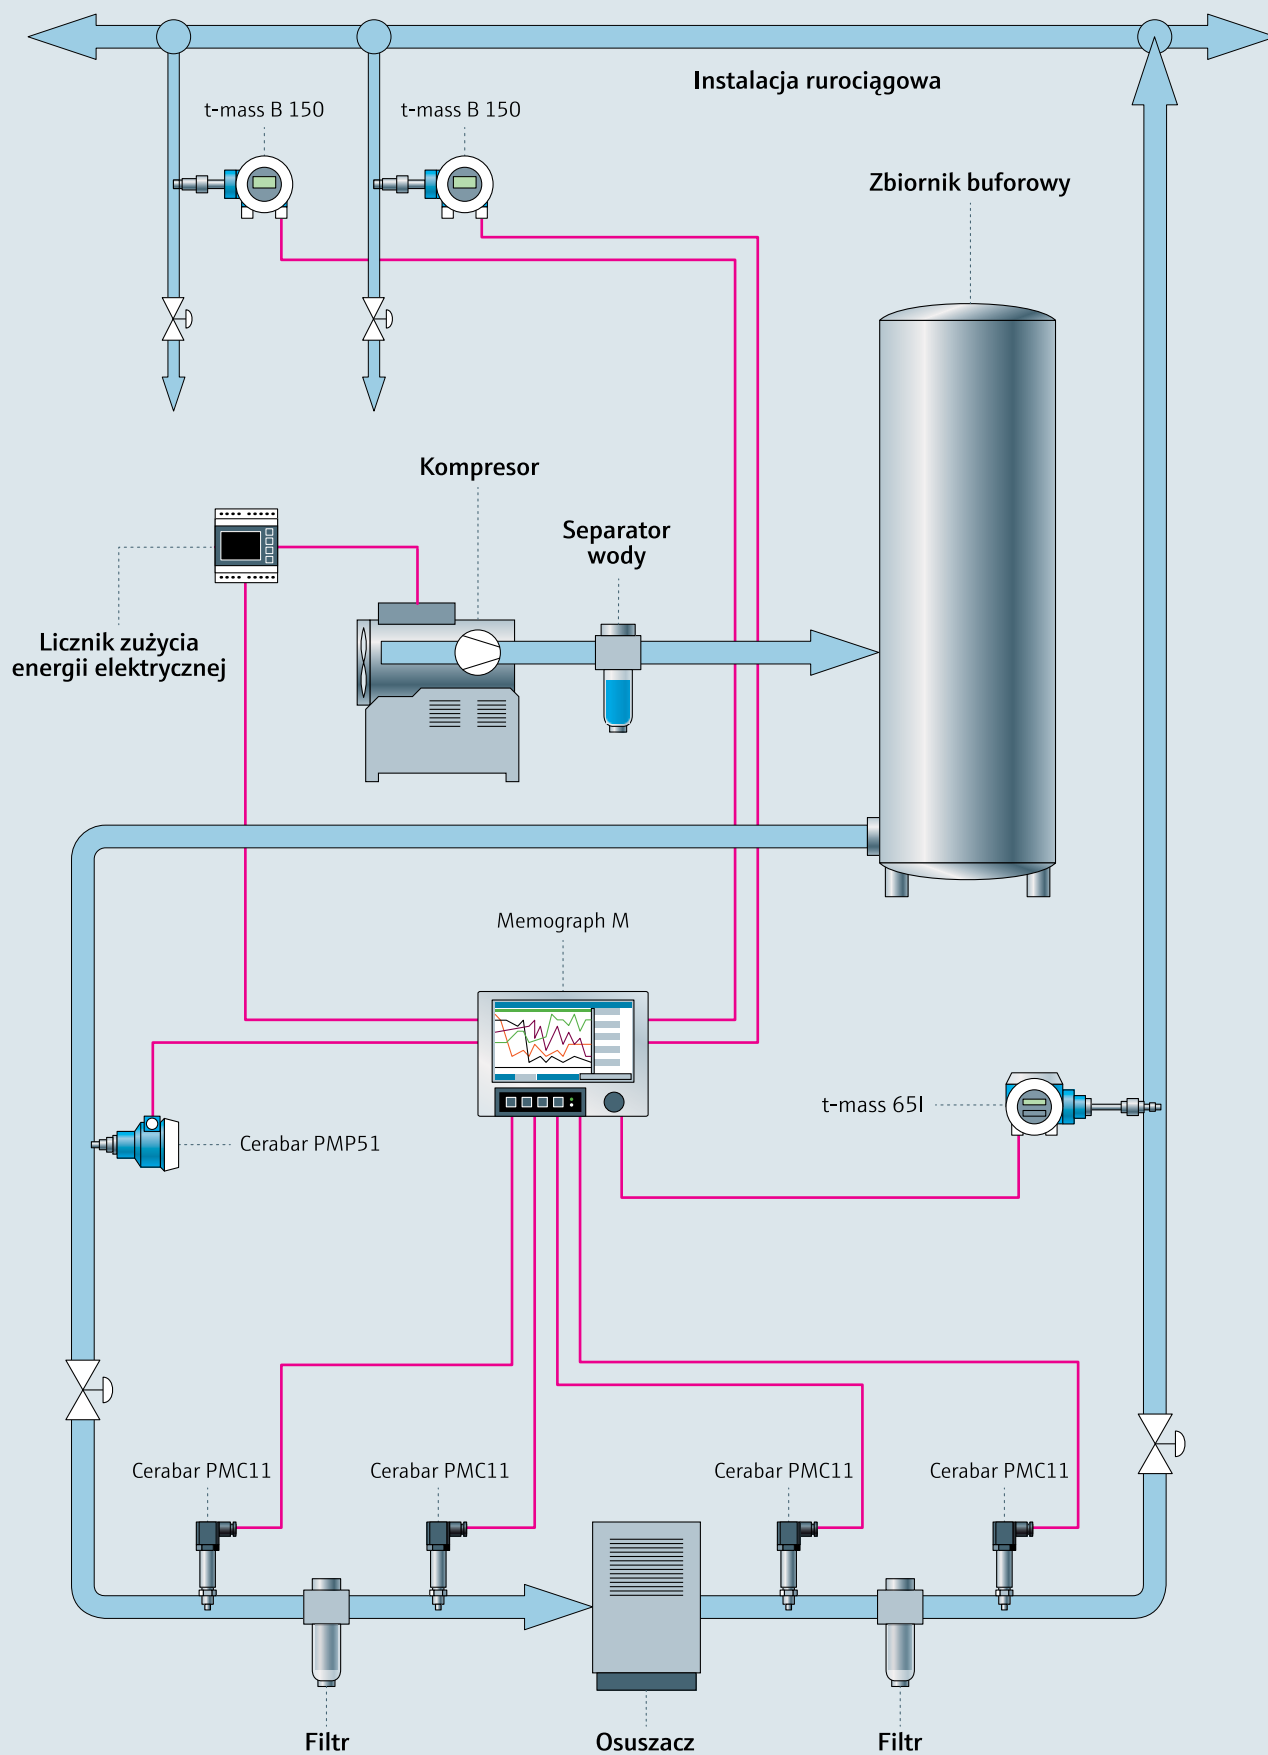 Instalacja rurociągowa
t-mass B 150
t-mass B 150
Zbiornik buforowy
Kompresor
Separator
wody
Licznik zużycia
energii elektrycznej
Memograph M
t-mass 65I
Cerabar PMP51
Cerabar PMC11
Cerabar PMC11
Cerabar PMC11
Cerabar PMC11
Filtr
Osuszacz
Filtr